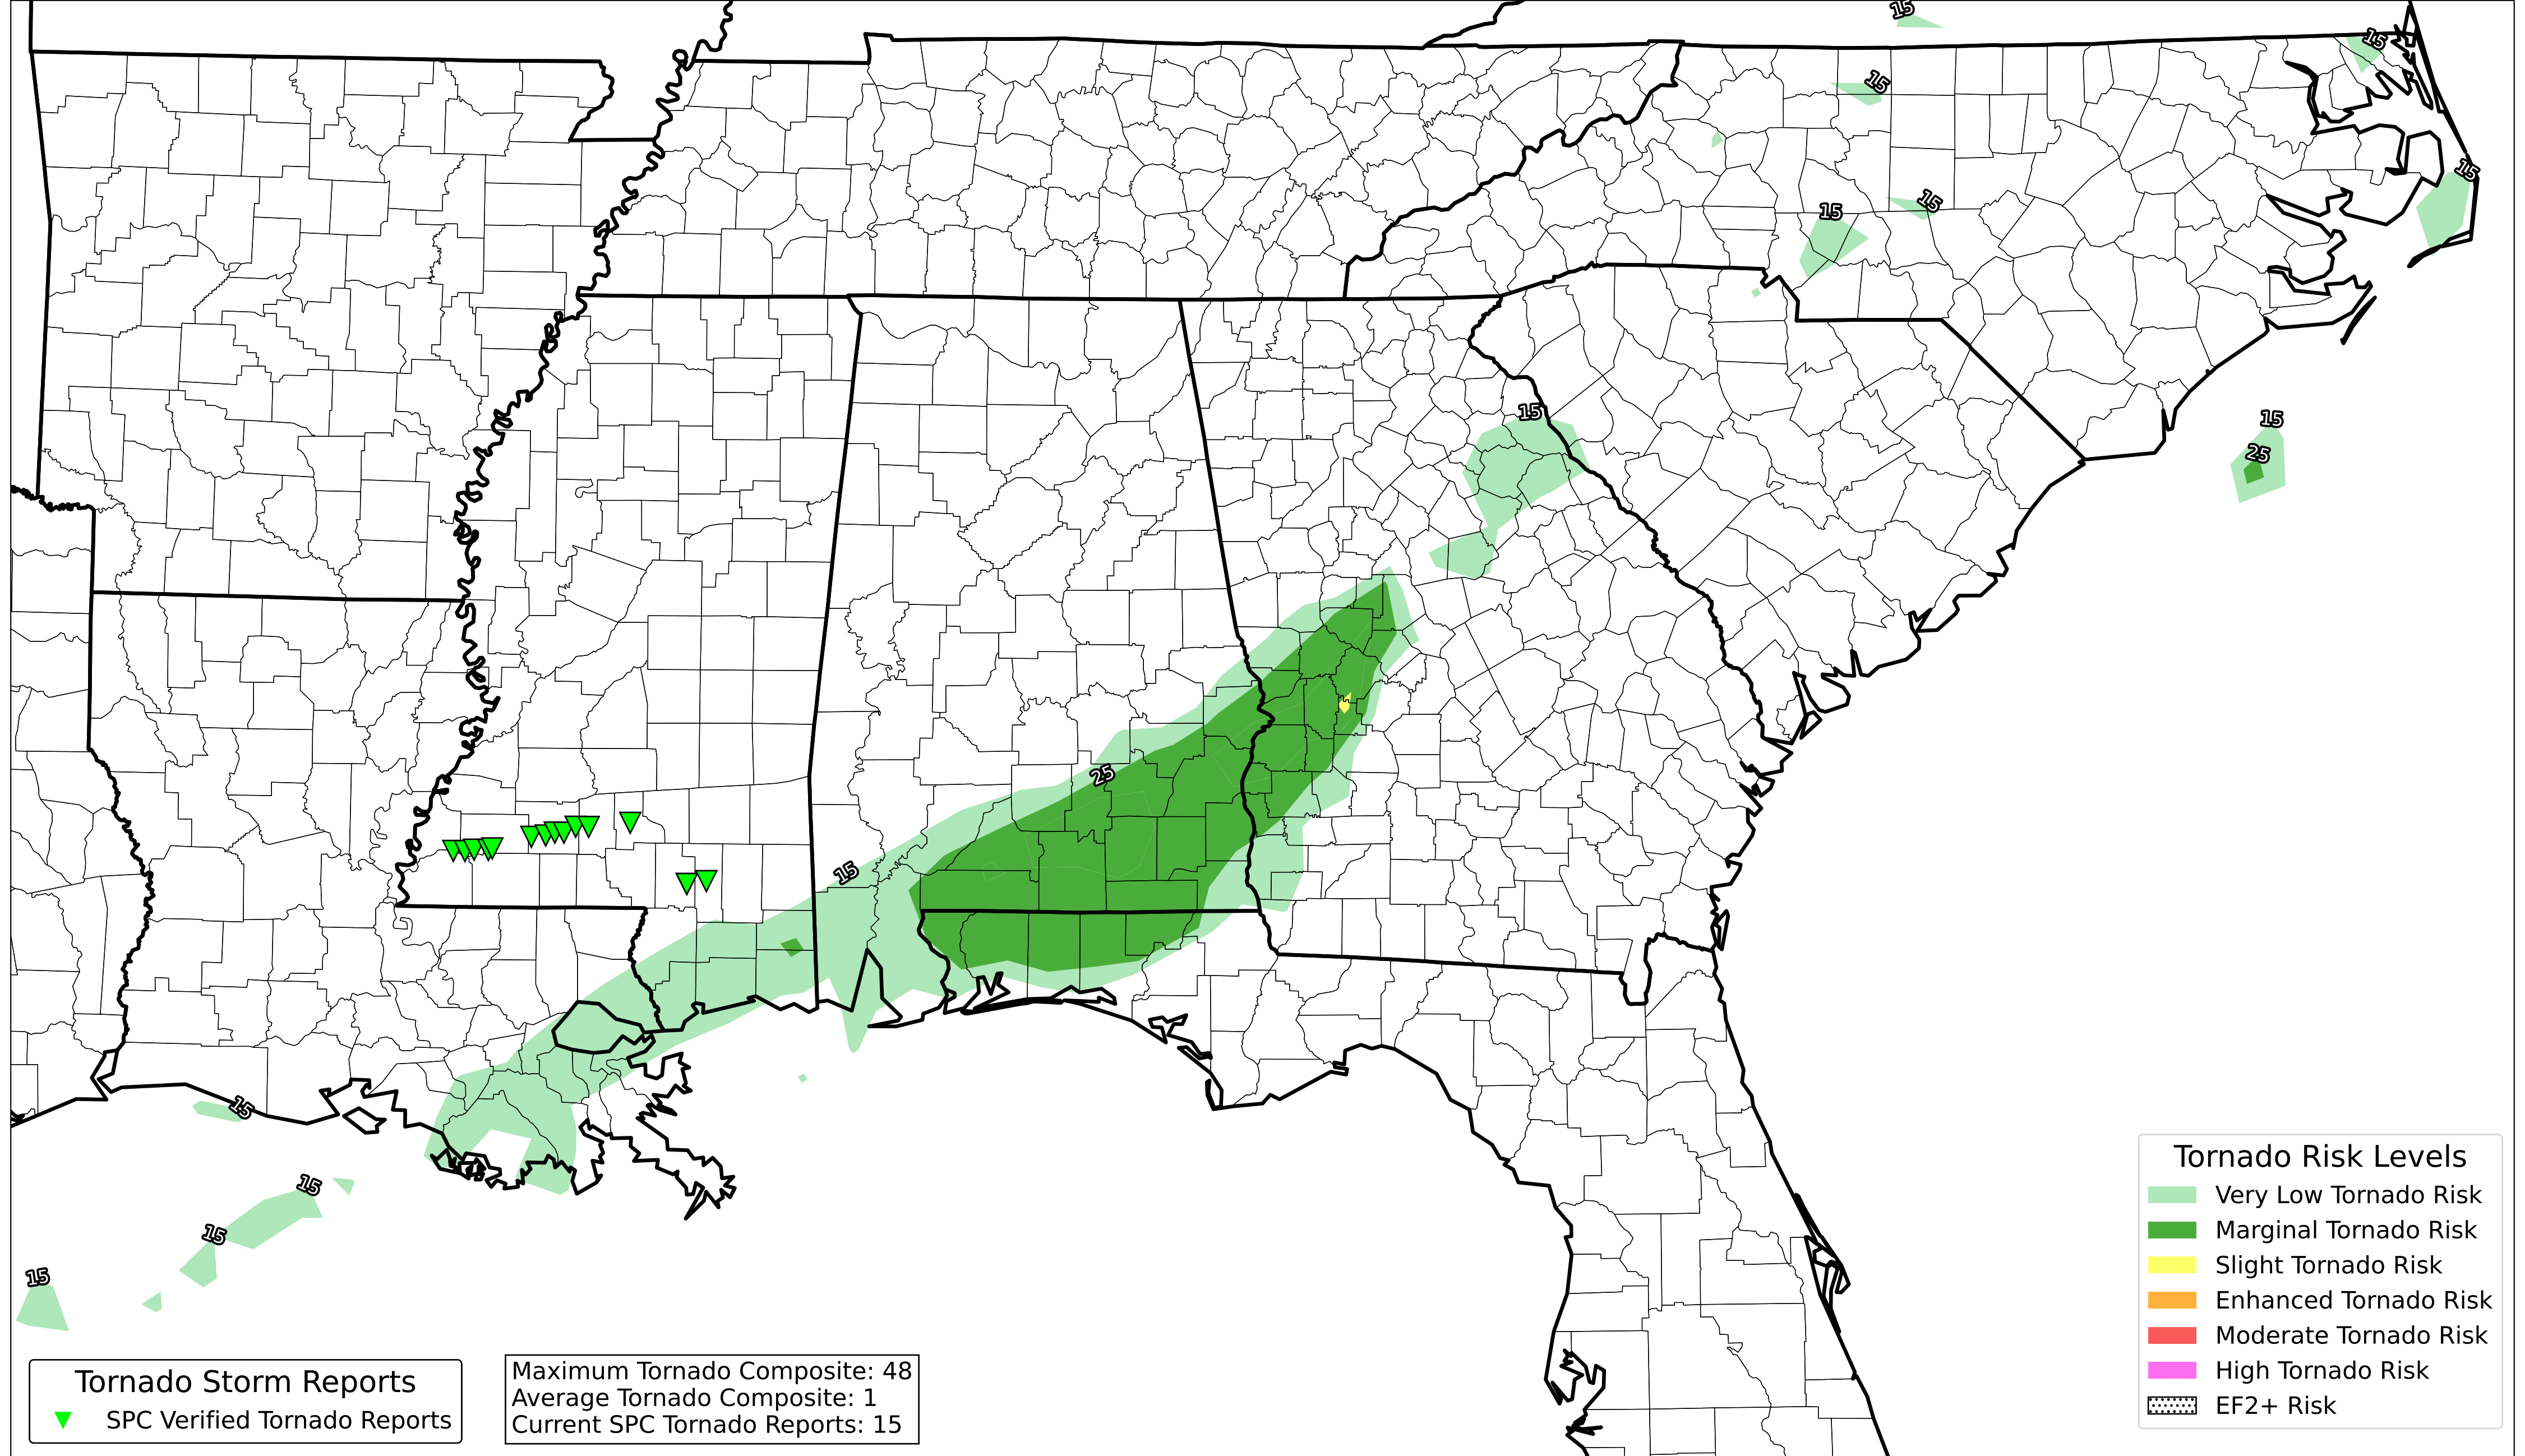 15
15
15
15
15
15
15
15
25
25
15
15
15
15
15
Tornado Risk Levels
Very Low Tornado Risk
Marginal Tornado Risk
Slight Tornado Risk
Enhanced Tornado Risk
Moderate Tornado Risk
High Tornado Risk
EF2+ Risk
Tornado Storm Reports
SPC Verified Tornado Reports
Maximum Tornado Composite: 48
Average Tornado Composite: 1
Current SPC Tornado Reports: 15